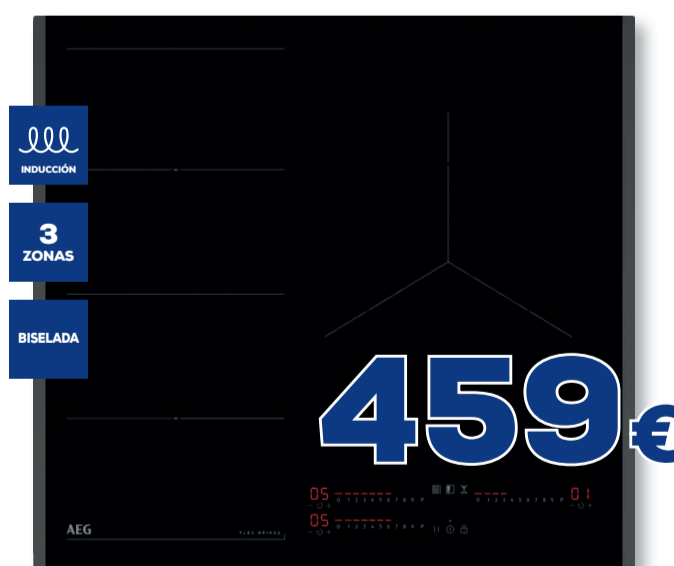 INDUCCIÓN
3
ZONAS
BISELADA
459€
05 0 1 2 3 4 5 6 7 8 9 P
0 1 2 3 4 5 6 7 8 9 P 01
05 0 1 2 3 4 5 6 7 8 9 P
AEG
FLEX BRIDGE